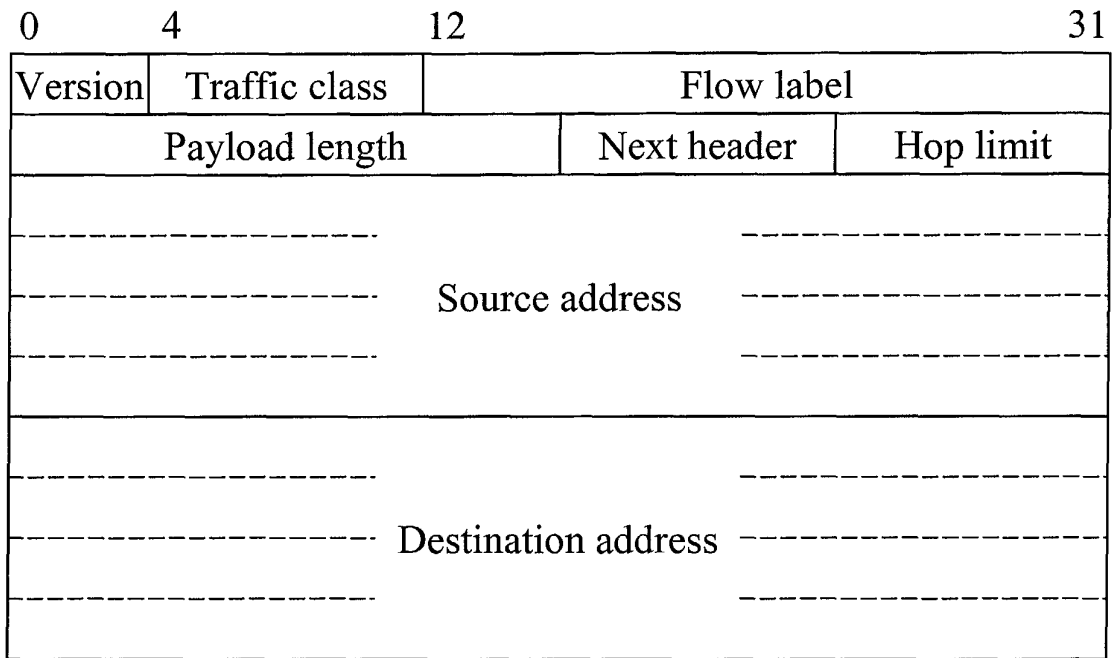 0 4 12 31
Version Traffic class Flow label
Payload length Next header Hop limit
Source address
Destination address